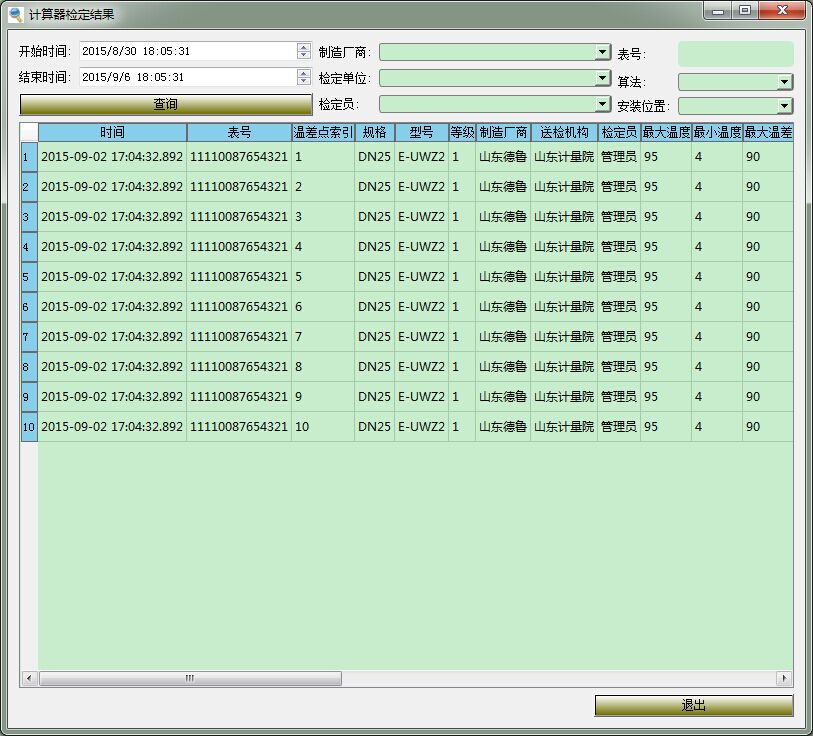 计算器检定结果
开始时间: 2015/8/30 18:05:31 制造厂商: 表号:
结束时间: 2015/9/6 18:05:31 检定单位: 算法:
查询 检定员: 安装位置:
时间 表号 温差点索引 规格 型号 等级 制造厂商 送检机构 检定员 最大温度 最小温度 最大温差
1 2015-09-02 17:04:32.892 11110087654321 1 DN25 E-UWZ2 1 山东德鲁 山东计量院 管理员 95 4 90
2 2015-09-02 17:04:32.892 11110087654321 2 DN25 E-UWZ2 1 山东德鲁 山东计量院 管理员 95 4 90
3 2015-09-02 17:04:32.892 11110087654321 3 DN25 E-UWZ2 1 山东德鲁 山东计量院 管理员 95 4 90
4 2015-09-02 17:04:32.892 11110087654321 4 DN25 E-UWZ2 1 山东德鲁 山东计量院 管理员 95 4 90
5 2015-09-02 17:04:32.892 11110087654321 5 DN25 E-UWZ2 1 山东德鲁 山东计量院 管理员 95 4 90
6 2015-09-02 17:04:32.892 11110087654321 6 DN25 E-UWZ2 1 山东德鲁 山东计量院 管理员 95 4 90
7 2015-09-02 17:04:32.892 11110087654321 7 DN25 E-UWZ2 1 山东德鲁 山东计量院 管理员 95 4 90
8 2015-09-02 17:04:32.892 11110087654321 8 DN25 E-UWZ2 1 山东德鲁 山东计量院 管理员 95 4 90
9 2015-09-02 17:04:32.892 11110087654321 9 DN25 E-UWZ2 1 山东德鲁 山东计量院 管理员 95 4 90
10 2015-09-02 17:04:32.892 11110087654321 10 DN25 E-UWZ2 1 山东德鲁 山东计量院 管理员 95 4 90
退出